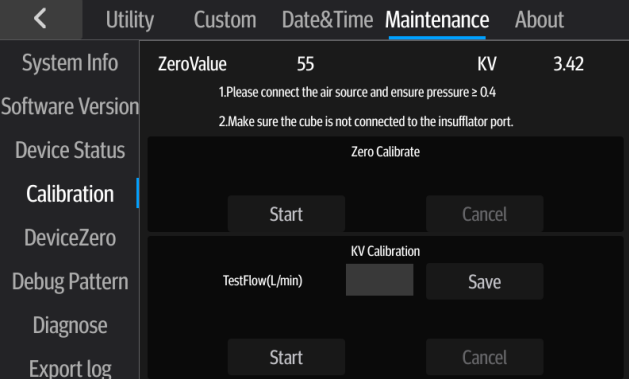 Utility Custom Date&Time Maintenance About
System Info
Software Version
Device Status
Calibration
DeviceZero
Debug Pattern
Diagnose
Export log
ZeroValue 55 KV 3.42
1.Please connect the air source and ensure pressure ≥ 0.4
2.Make sure the cube is not connected to the insufflator port.
Zero Calibrate
Start Cancel
KV Calibration
TestFlow(L/min) Save
Start Cancel